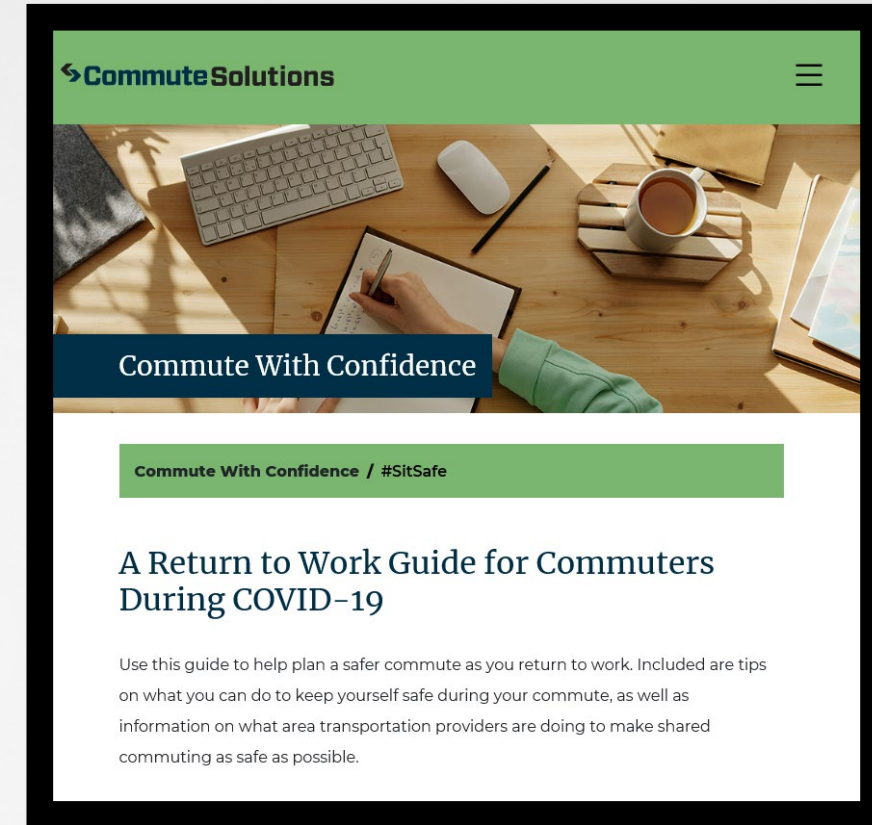 CommuteSolutions
Commute With Confidence
Commute With Confidence / #SitSafe
A Return to Work Guide for Commuters
During COVID-19
Use this guide to help plan a safer commute as you return to work. Included are tips
on what you can do to keep yourself safe during your commute, as well as
information on what area transportation providers are doing to make shared
commuting as safe as possible.